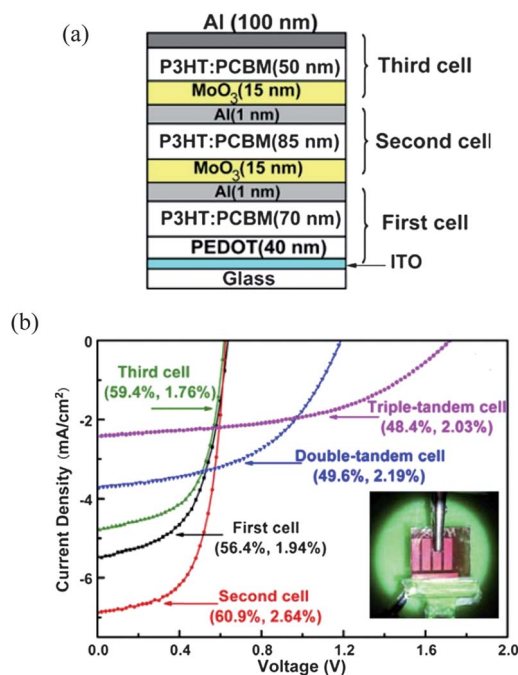 (a)
Al (100 nm)
P3HT:PCBM(50 nm)
MoO3(15 nm)
Third cell
Al(1 nm)
P3HT:PCBM(85 nm)
MoO3(15 nm)
Second cell
Al(1 nm)
P3HT:PCBM(70 nm)
PEDOT(40 nm)
First cell
ITO
Glass
(b)
0
Third cell
(59.4%, 1.76%)
-2
Triple-tandem cell
(48.4%, 2.03%)
Double-tandem cell
(49.6%, 2.19%)
-4
First cell
(56.4%, 1.94%)
-6
Second cell
(60.9%, 2.64%)
Current Density (mA/cm2)
0.0 0.4 0.8 1.2 1.6 2.0
Voltage (V)